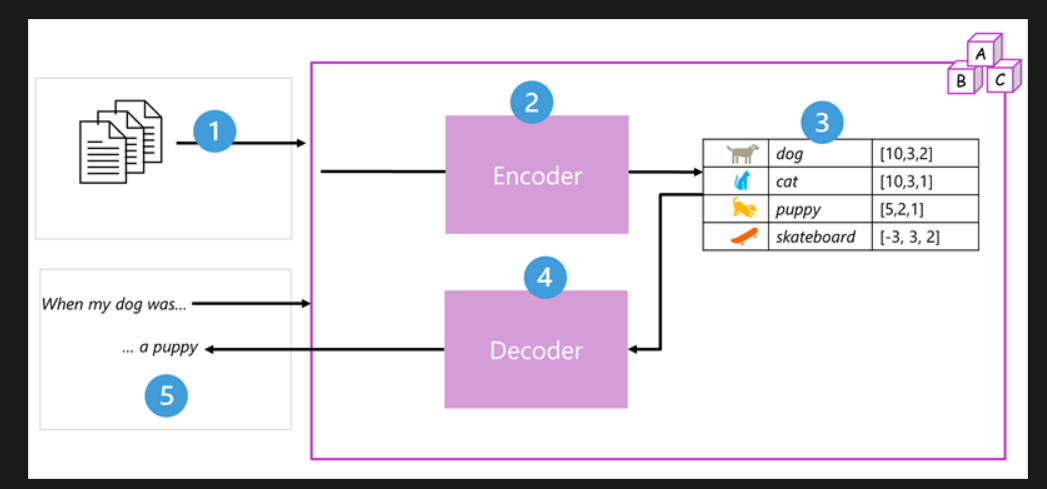 A
B
C
1
2
Encoder
3
dog [10,3,2]
cat [10,3,1]
puppy [5,2,1]
skateboard [-3, 3, 2]
4
Decoder
When my dog was...
... a puppy
5